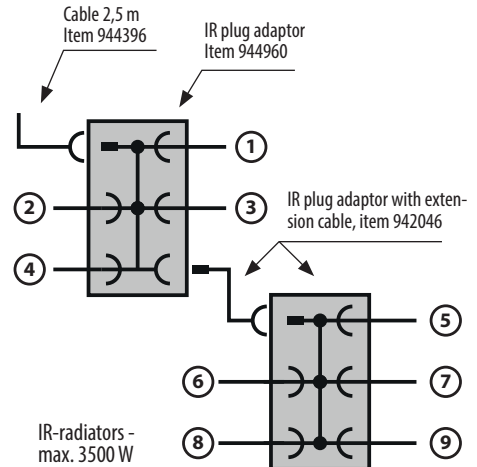 Cable 2,5 m
Item 944396
IR plug adaptor
Item 944960
1
2
3
IR plug adaptor with exten-
sion cable, item 942046
4
5
6
7
IR-radiators -
max. 3500 W
8
9